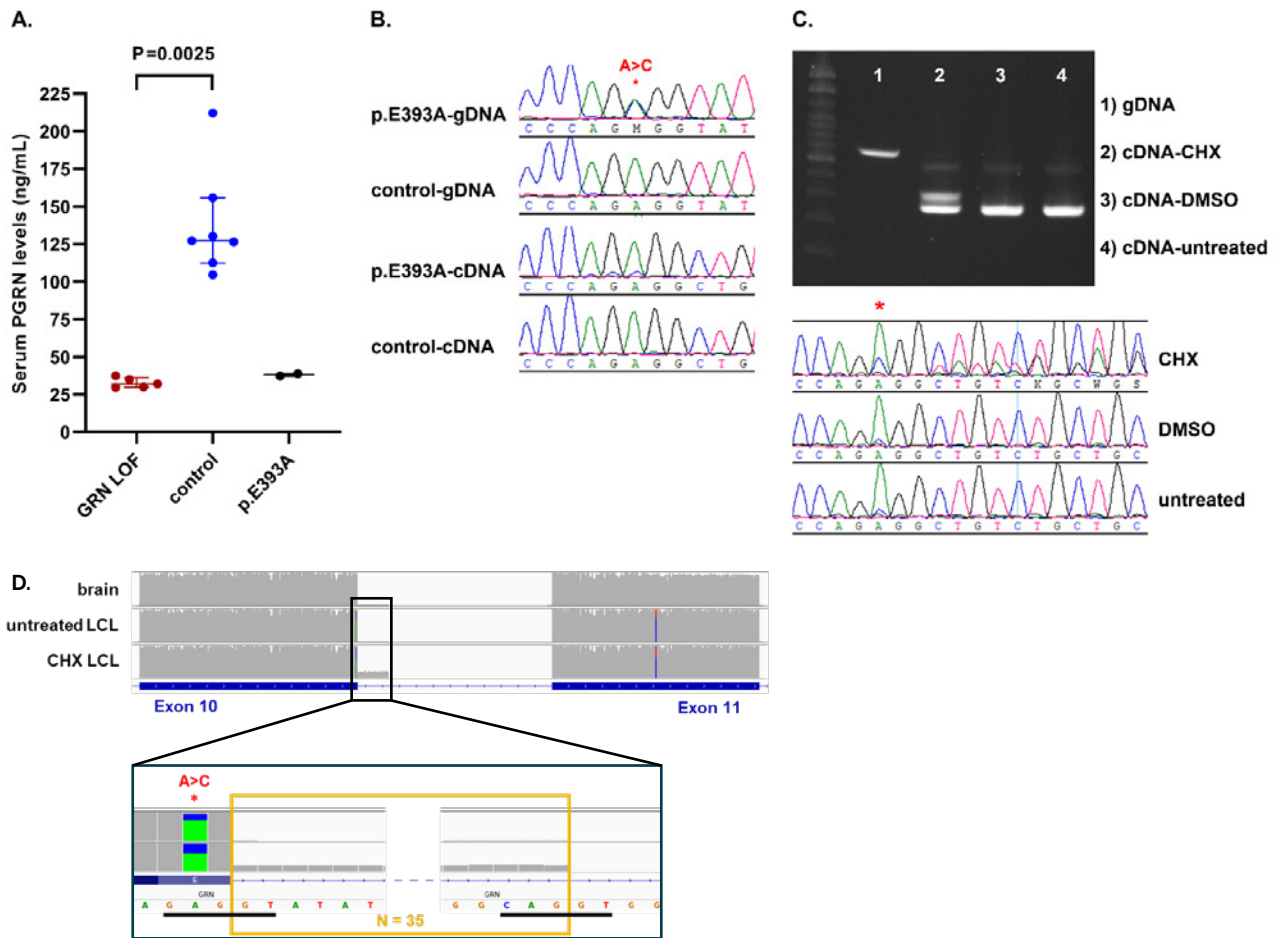 A.
P=0.0025
Serum PGRN levels (ng/mL)
225
200
175
150
125
100
75
50
25
0
GRN LOF
control
p.E393A
B.
A>C
*
p.E393A-gDNA
C C C A G M G G T A T
control-gDNA
C C C A G A G G T A T
p.E393A-cDNA
C C C A G A G G C T G
control-cDNA
C C C A G A G G C T G
C.
1 2 3 4
1) gDNA
2) cDNA-CHX
3) cDNA-DMSO
4) cDNA-untreated
*
CHX
C C A G A G G C T G T C K G C W G S
DMSO
C C A G A G G C T G T C T G C T G C
untreated
C C A G A G G C T G T C T G C T G C
D.
brain
untreated LCL
CHX LCL
Exon 10
Exon 11
A>C
*
E
GRN
GRN
A G A G G T A T A T
G G C A G G T G G
N = 35